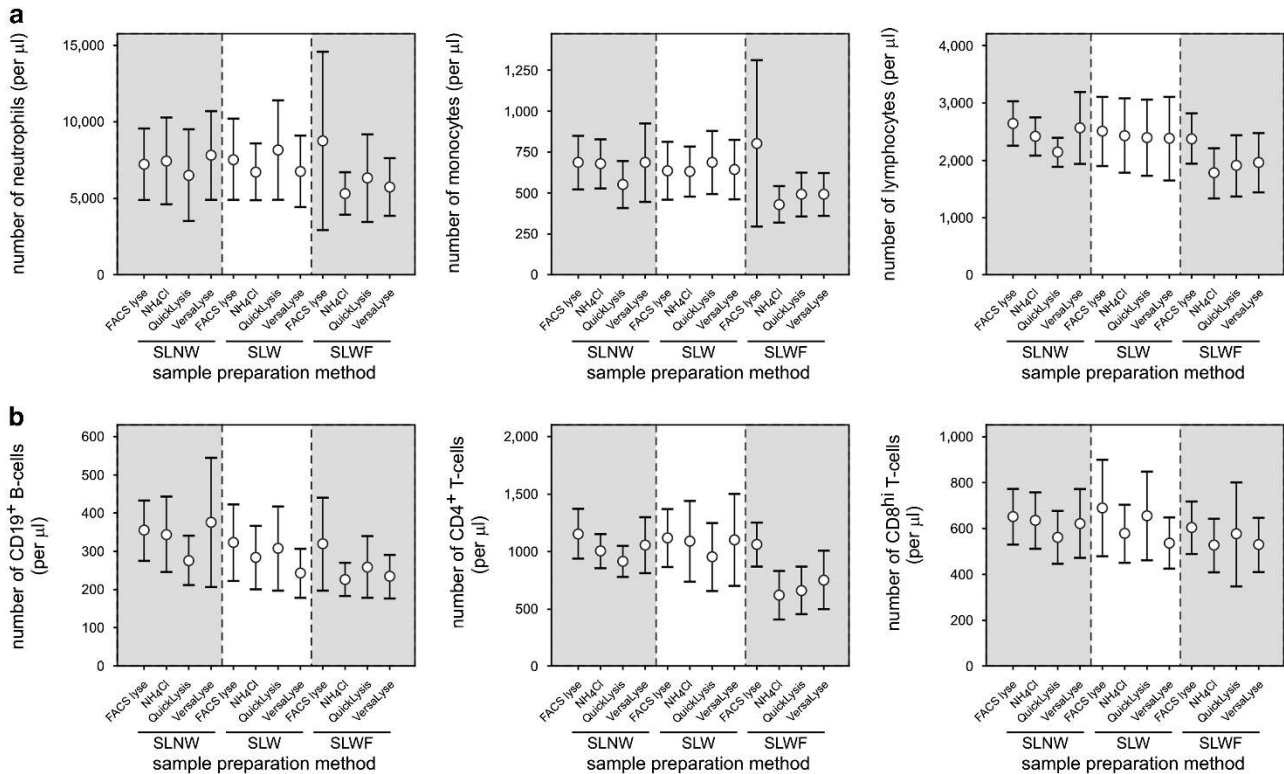 a
number of neutrophils (per µl)
15,000
10,000
5,000
0
FACS lyse
NH4Cl
QuickLysis
VersaLyse
FACS lyse
NH4Cl
QuickLysis
VersaLyse
FACS lyse
NH4Cl
QuickLysis
VersaLyse
SLNW SLW SLWF
sample preparation method
number of monocytes (per µl)
1,250
1,000
750
500
250
0
FACS lyse
NH4Cl
QuickLysis
VersaLyse
FACS lyse
NH4Cl
QuickLysis
VersaLyse
FACS lyse
NH4Cl
QuickLysis
VersaLyse
SLNW SLW SLWF
sample preparation method
number of lymphocytes (per µl)
4,000
3,000
2,000
1,000
0
FACS lyse
NH4Cl
QuickLysis
VersaLyse
FACS lyse
NH4Cl
QuickLysis
VersaLyse
FACS lyse
NH4Cl
QuickLysis
VersaLyse
SLNW SLW SLWF
sample preparation method
b
number of CD19+ B-cells
(per µl)
600
500
400
300
200
100
0
FACS lyse
NH4Cl
QuickLysis
VersaLyse
FACS lyse
NH4Cl
QuickLysis
VersaLyse
FACS lyse
NH4Cl
QuickLysis
VersaLyse
SLNW SLW SLWF
sample preparation method
number of CD4+ T-cells
(per µl)
2,000
1,500
1,000
500
0
FACS lyse
NH4Cl
QuickLysis
VersaLyse
FACS lyse
NH4Cl
QuickLysis
VersaLyse
FACS lyse
NH4Cl
QuickLysis
VersaLyse
SLNW SLW SLWF
sample preparation method
number of CD8hi T-cells
(per µl)
1,000
800
600
400
200
0
FACS lyse
NH4Cl
QuickLysis
VersaLyse
FACS lyse
NH4Cl
QuickLysis
VersaLyse
FACS lyse
NH4Cl
QuickLysis
VersaLyse
SLNW SLW SLWF
sample preparation method